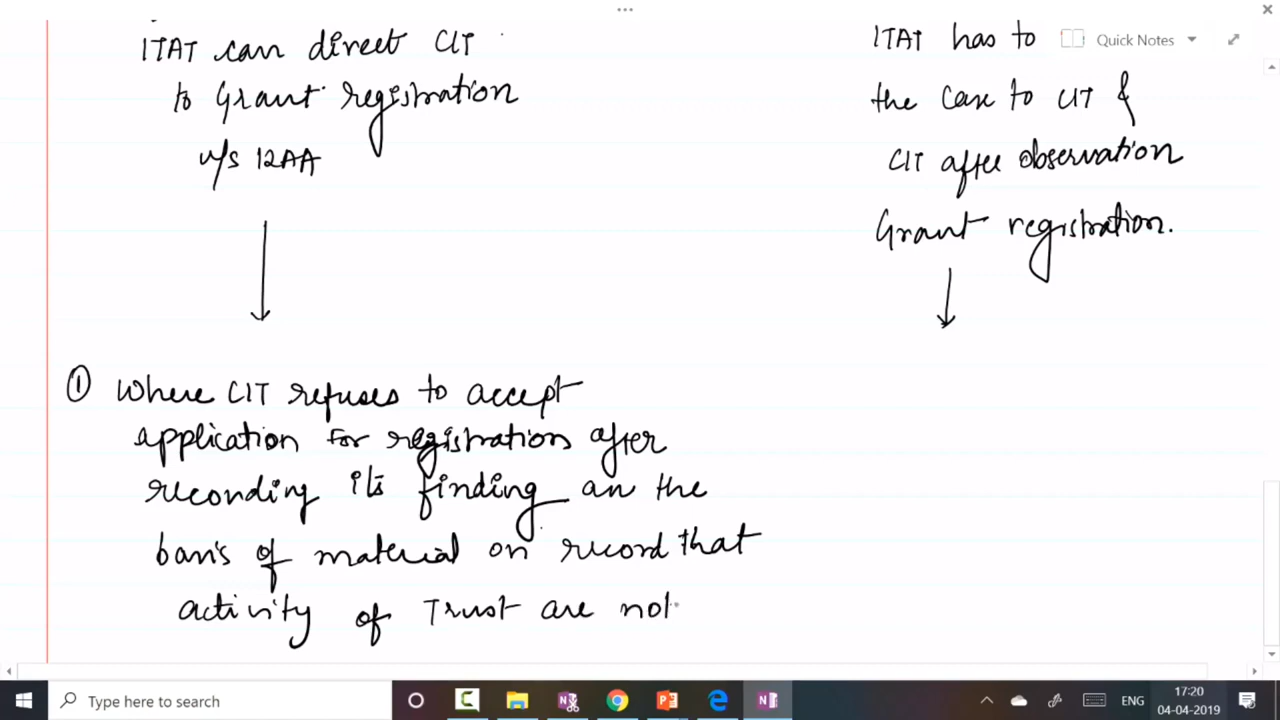 ITAT can direct CIT
to Grant registration
u/s 12AA
ITAT has to
the Case to CIT &
CIT after observation
Grant registration.
① Where CIT refuses to accept
application for registration after
reconding its finding an the
basis of material on record that
activity of Trust are not
Quick Notes
Type here to search
ENG
17:20
04-04-2019